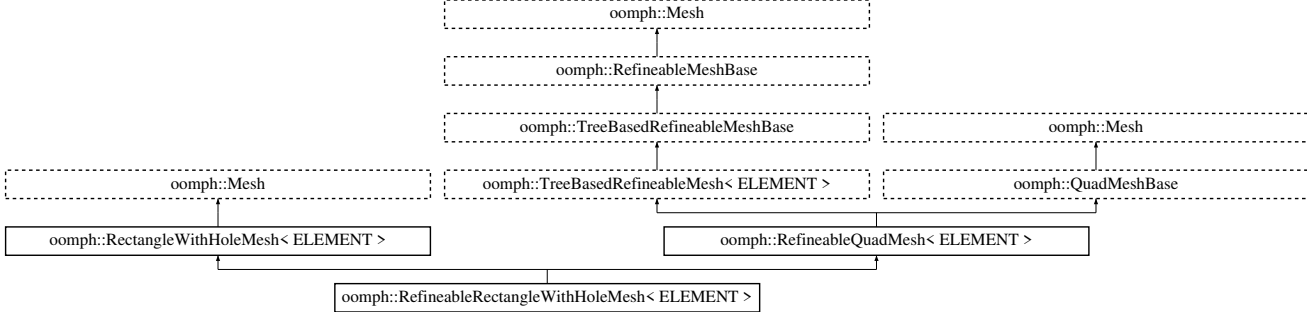 oomph::Mesh
oomph::RefineableMeshBase
oomph::TreeBasedRefineableMeshBase
oomph::Mesh
oomph::Mesh
oomph::TreeBasedRefineableMesh< ELEMENT >
oomph::QuadMeshBase
oomph::RectangleWithHoleMesh< ELEMENT >
oomph::RefineableQuadMesh< ELEMENT >
oomph::RefineableRectangleWithHoleMesh< ELEMENT >